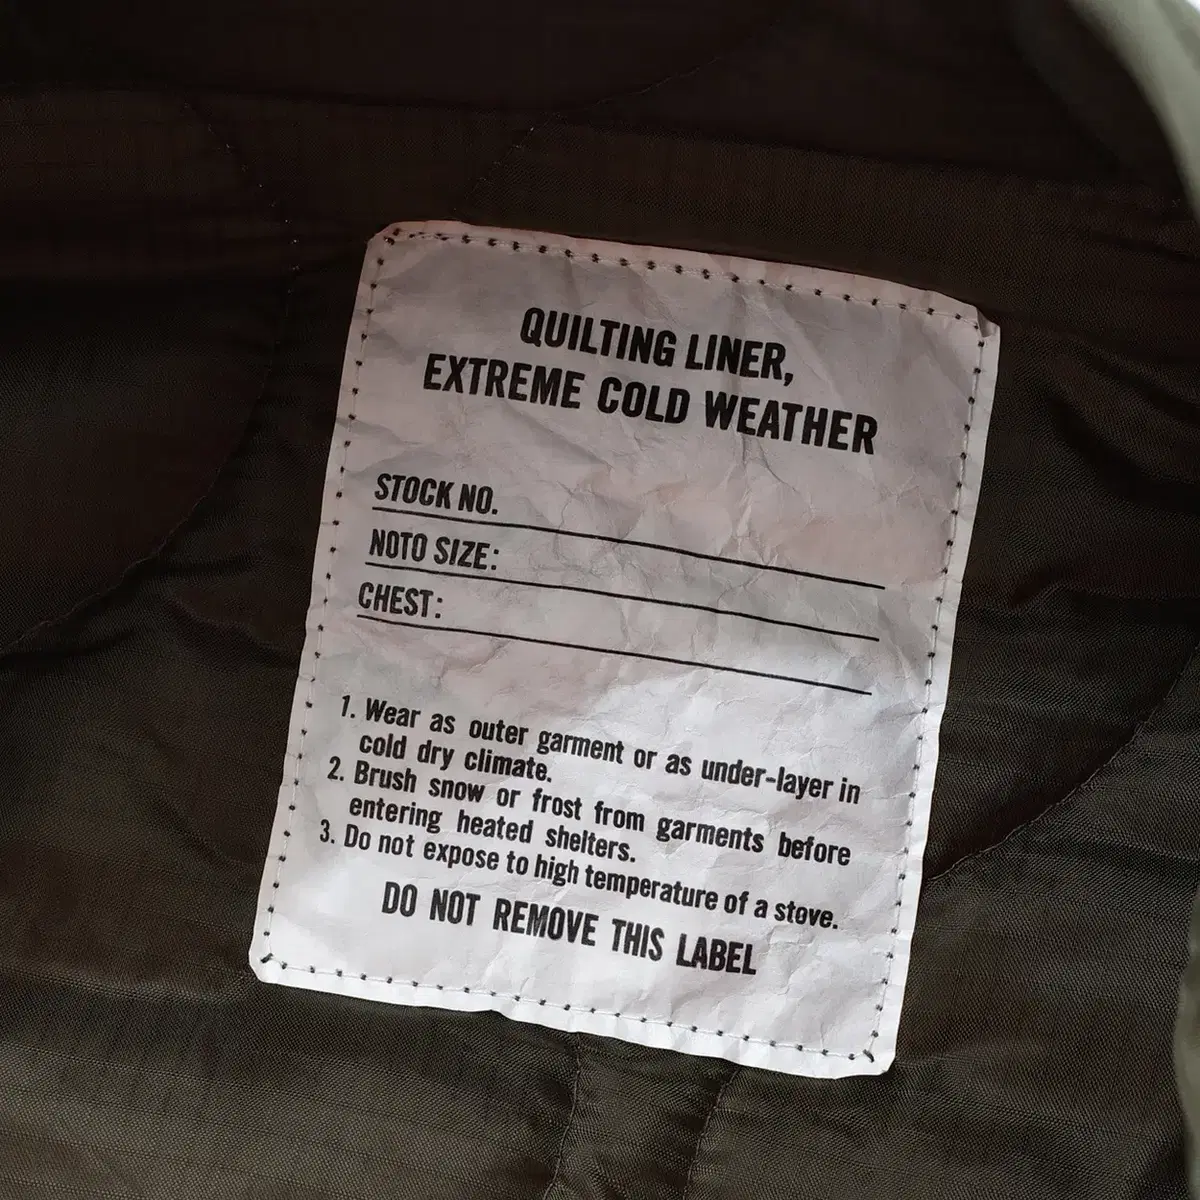 QUILTING LINER,
EXTREME COLD WEATHER
STOCK NO.
NOTO SIZE:
CHEST:
1. Wear as outer garment or as under-layer in
cold dry climate.
2. Brush snow or frost from garments before
entering heated shelters.
3. Do not expose to high temperature of a stove.
DO NOT REMOVE THIS LABEL